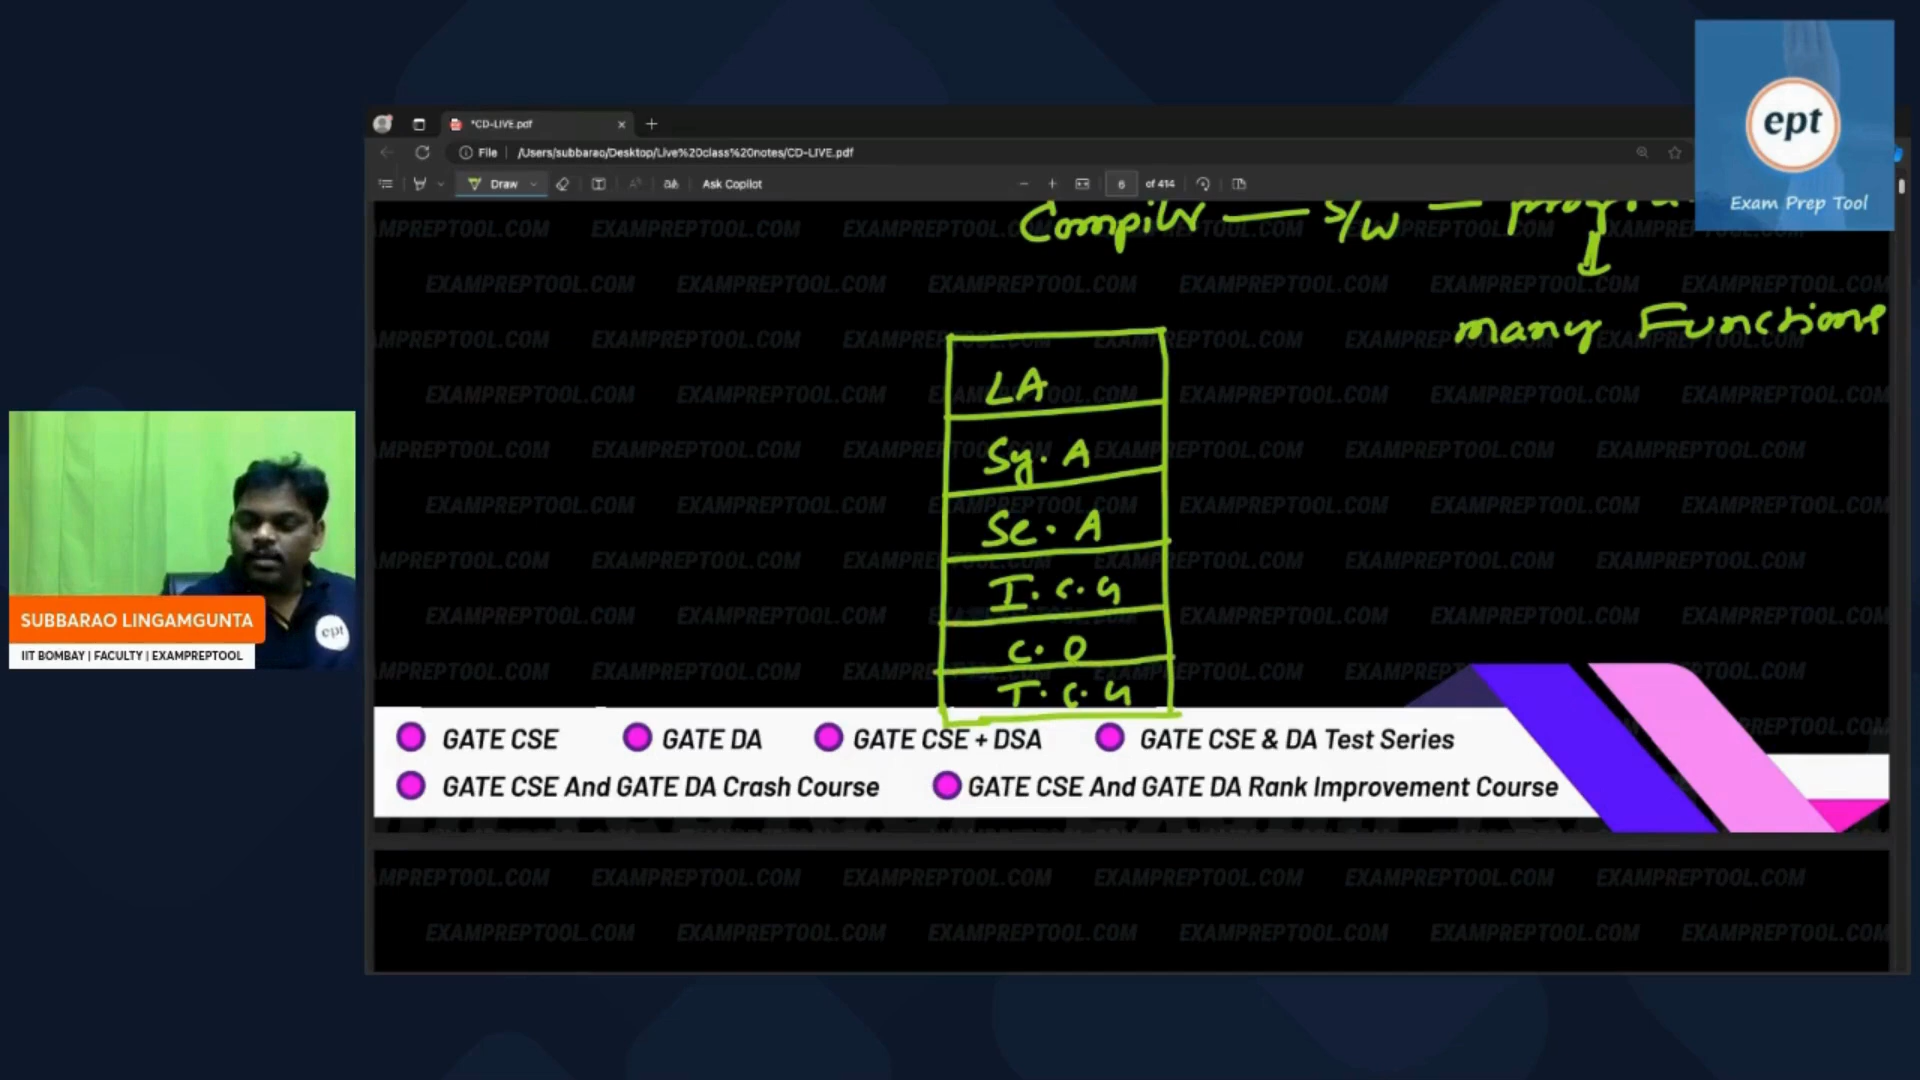 ept
Exam Prep Tool
*CD-LIVE.pdf
File | /Users/subbarao/Desktop/Live%20class%20notes/CD-LIVE.pdf
Draw
Ask Copilot
6 of 414
Compiler — S/W —
many Functions
LA
Sy. A
Se. A
I. C. G
C. O
T. C. G
ept
SUBBARAO LINGAMGUNTA
IIT BOMBAY | FACULTY | EXAMPREPTOOL
GATE CSE GATE DA GATE CSE + DSA GATE CSE & DA Test Series
GATE CSE And GATE DA Crash Course GATE CSE And GATE DA Rank Improvement Course
EXAMPREPTOOL.COM